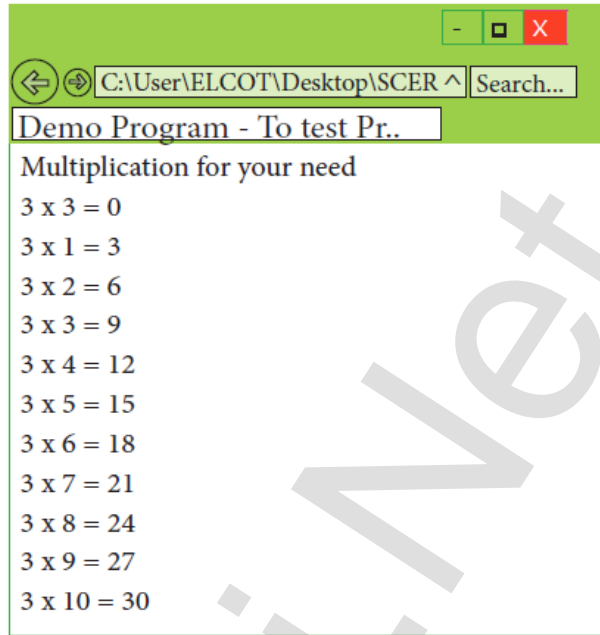 - X
C:\User\ELCOT\Desktop\SCER ^ Search...
Demo Program - To test Pr..
Multiplication for your need
3 x 3 = 0
3 x 1 = 3
3 x 2 = 6
3 x 3 = 9
3 x 4 = 12
3 x 5 = 15
3 x 6 = 18
3 x 7 = 21
3 x 8 = 24
3 x 9 = 27
3 x 10 = 30